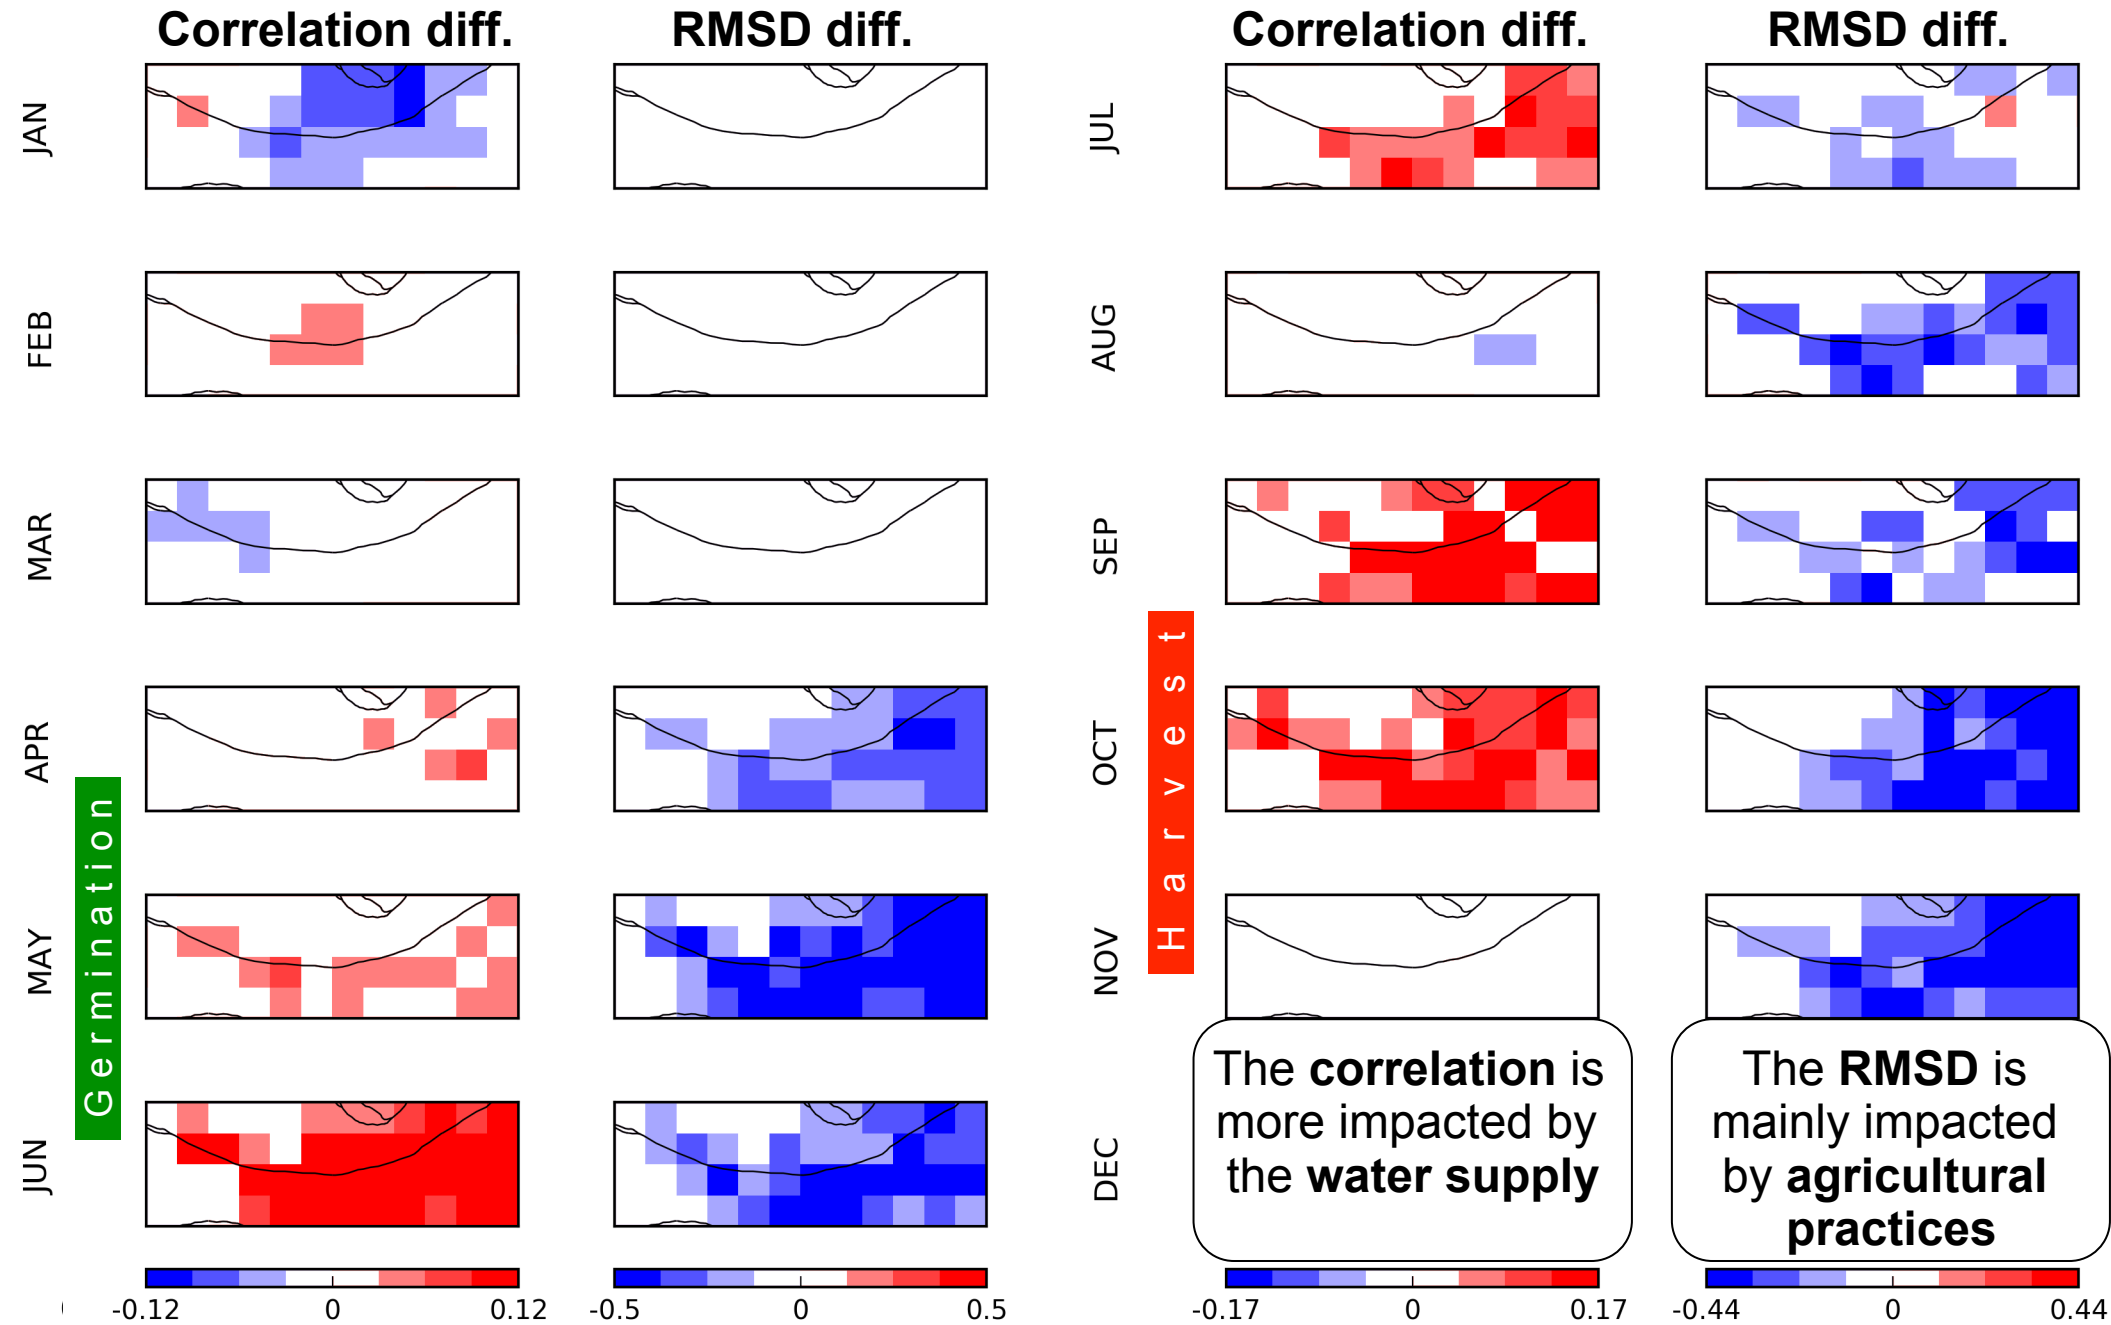 Correlation diff. RMSD diff. Correlation diff. RMSD diff.
JAN
FEB
MAR
APR
MAY
JUN
Germination
JUL
AUG
SEP
OCT
NOV
DEC
Harvest
The correlation is
more impacted by
the water supply
The RMSD is
mainly impacted
by agricultural
practices
-0.12 0 0.12 -0.5 0 0.5 -0.17 0 0.17 -0.44 0 0.44